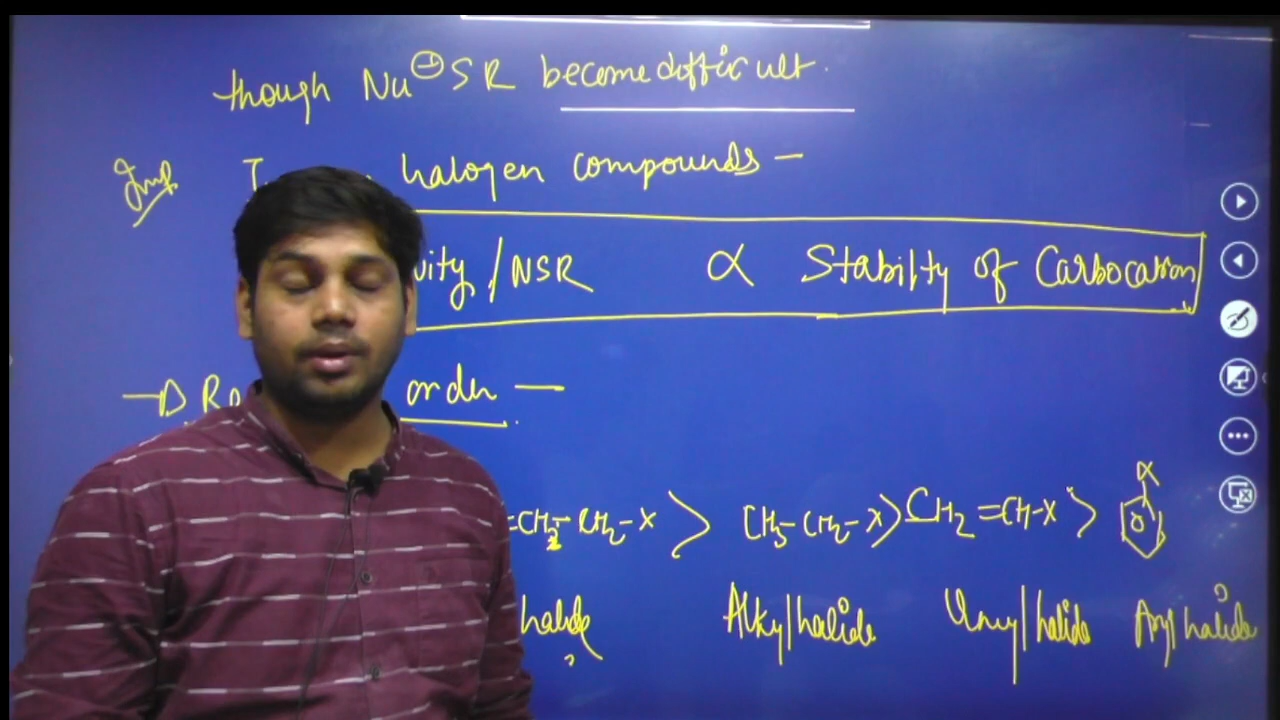 though Nu⊖SR become difficult.
Imp halogen compounds –
/NSR ∝ Stability of Carbocation
order —
=CH2–CH2–X > CH3–CH2–X > CH2=CH–X > X
halide Alkyl halide Vinyl halide Aryl halide